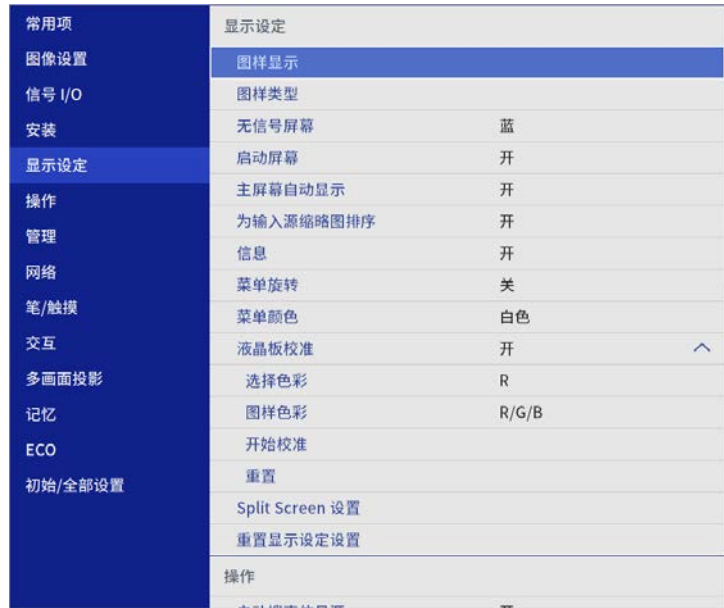 常用项
图像设置
信号 I/O
安装
显示设定
操作
管理
网络
笔/触摸
交互
多画面投影
记忆
ECO
初始/全部设置
显示设定
图样显示
图样类型
无信号屏幕 蓝
启动屏幕 开
主屏幕自动显示 开
为输入源缩略图排序 开
信息 开
菜单旋转 关
菜单颜色 白色
液晶板校准 开
选择色彩 R
图样色彩 R/G/B
开始校准
重置
Split Screen 设置
重置显示设定设置
操作